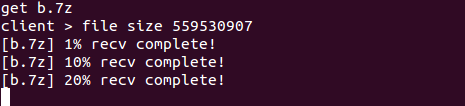 get b.7z
client > file size 559530907
[b.7z] 1% recv complete!
[b.7z] 10% recv complete!
[b.7z] 20% recv complete!